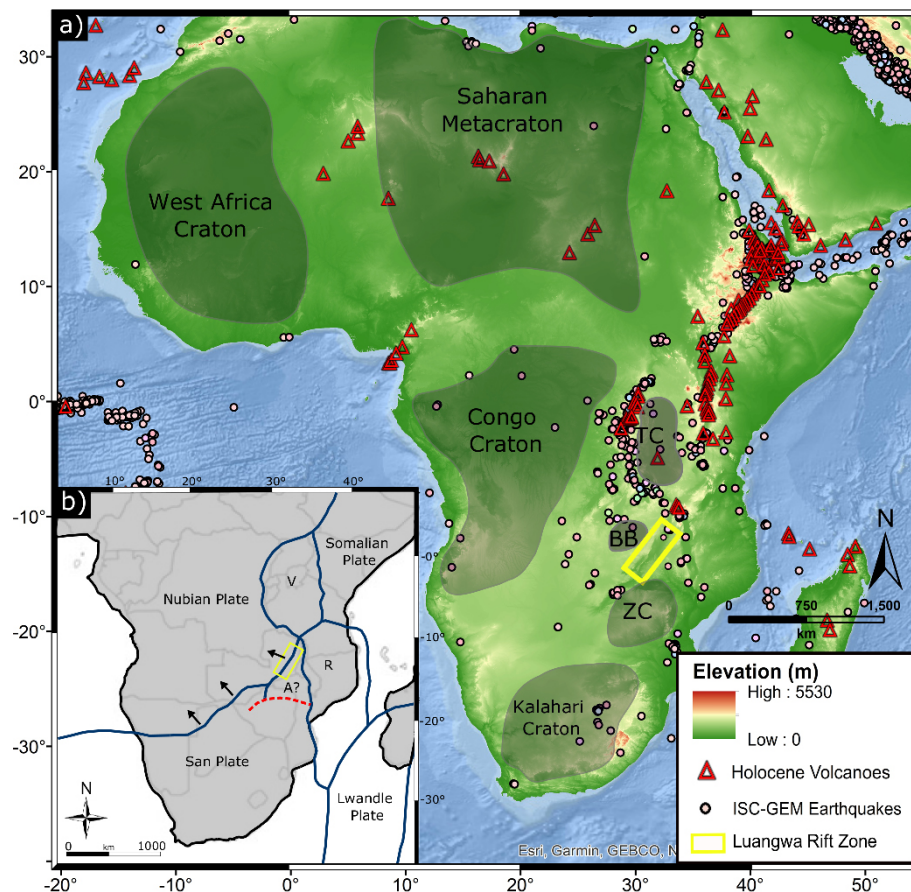 a)
30°
20°
10°
0°
-10°
-20°
-30°
Saharan
Metacraton
West Africa
Craton
Congo
Craton
TC
BB
ZC
Kalahari
Craton
N
0 750 1,500
km
Elevation (m)
High : 5530
Low : 0
Holocene Volcanoes
ISC-GEM Earthquakes
Luangwa Rift Zone
Esri, Garmin, GEBCO, N
b)
10° 20° 30° 40°
-0°
-10°
-20°
-30°
Somalian
Plate
Nubian Plate
V
R
A?
San Plate
Lwandle
Plate
N
0 km 1000
-20° -10° 0° 10° 20° 30° 40° 50°